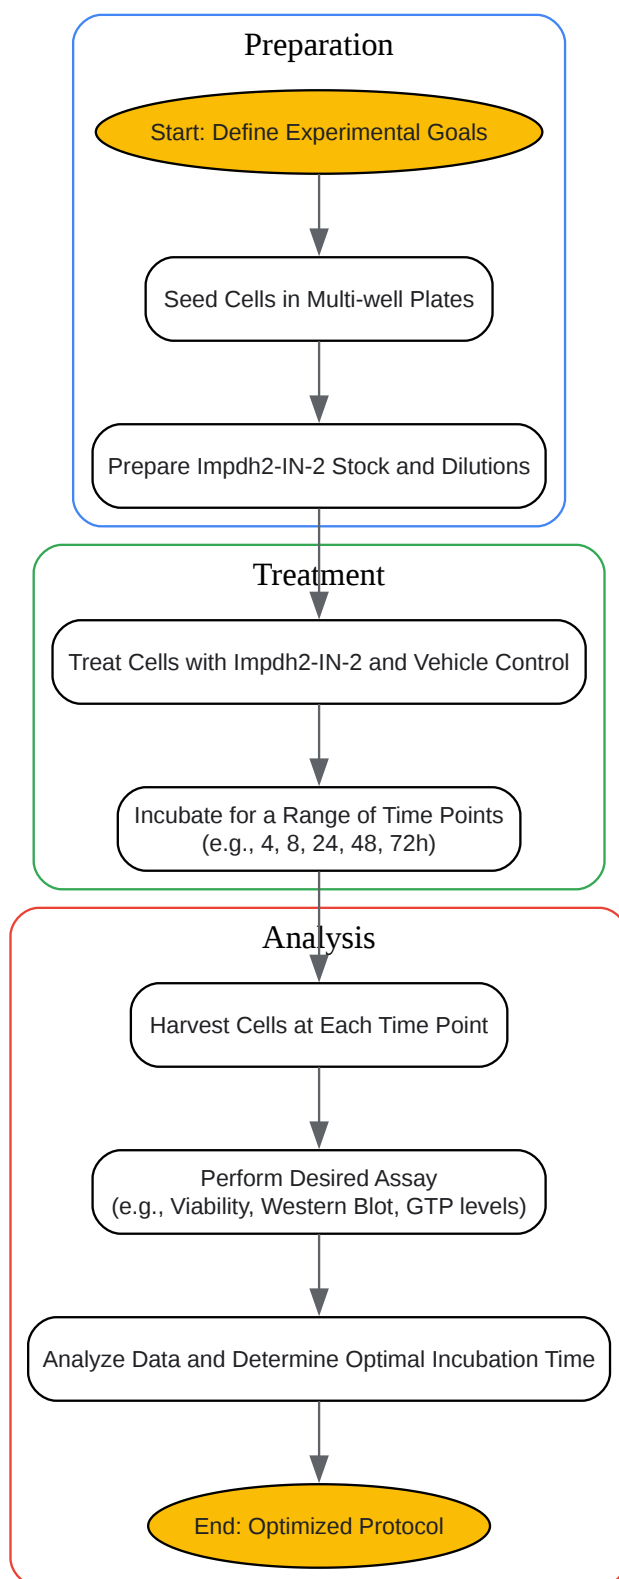 Preparation
Start: Define Experimental Goals
Seed Cells in Multi-well Plates
Prepare Impdh2-IN-2 Stock and Dilutions
Treatment
Treat Cells with Impdh2-IN-2 and Vehicle Control
Incubate for a Range of Time Points
(e.g., 4, 8, 24, 48, 72h)
Analysis
Harvest Cells at Each Time Point
Perform Desired Assay
(e.g., Viability, Western Blot, GTP levels)
Analyze Data and Determine Optimal Incubation Time
End: Optimized Protocol